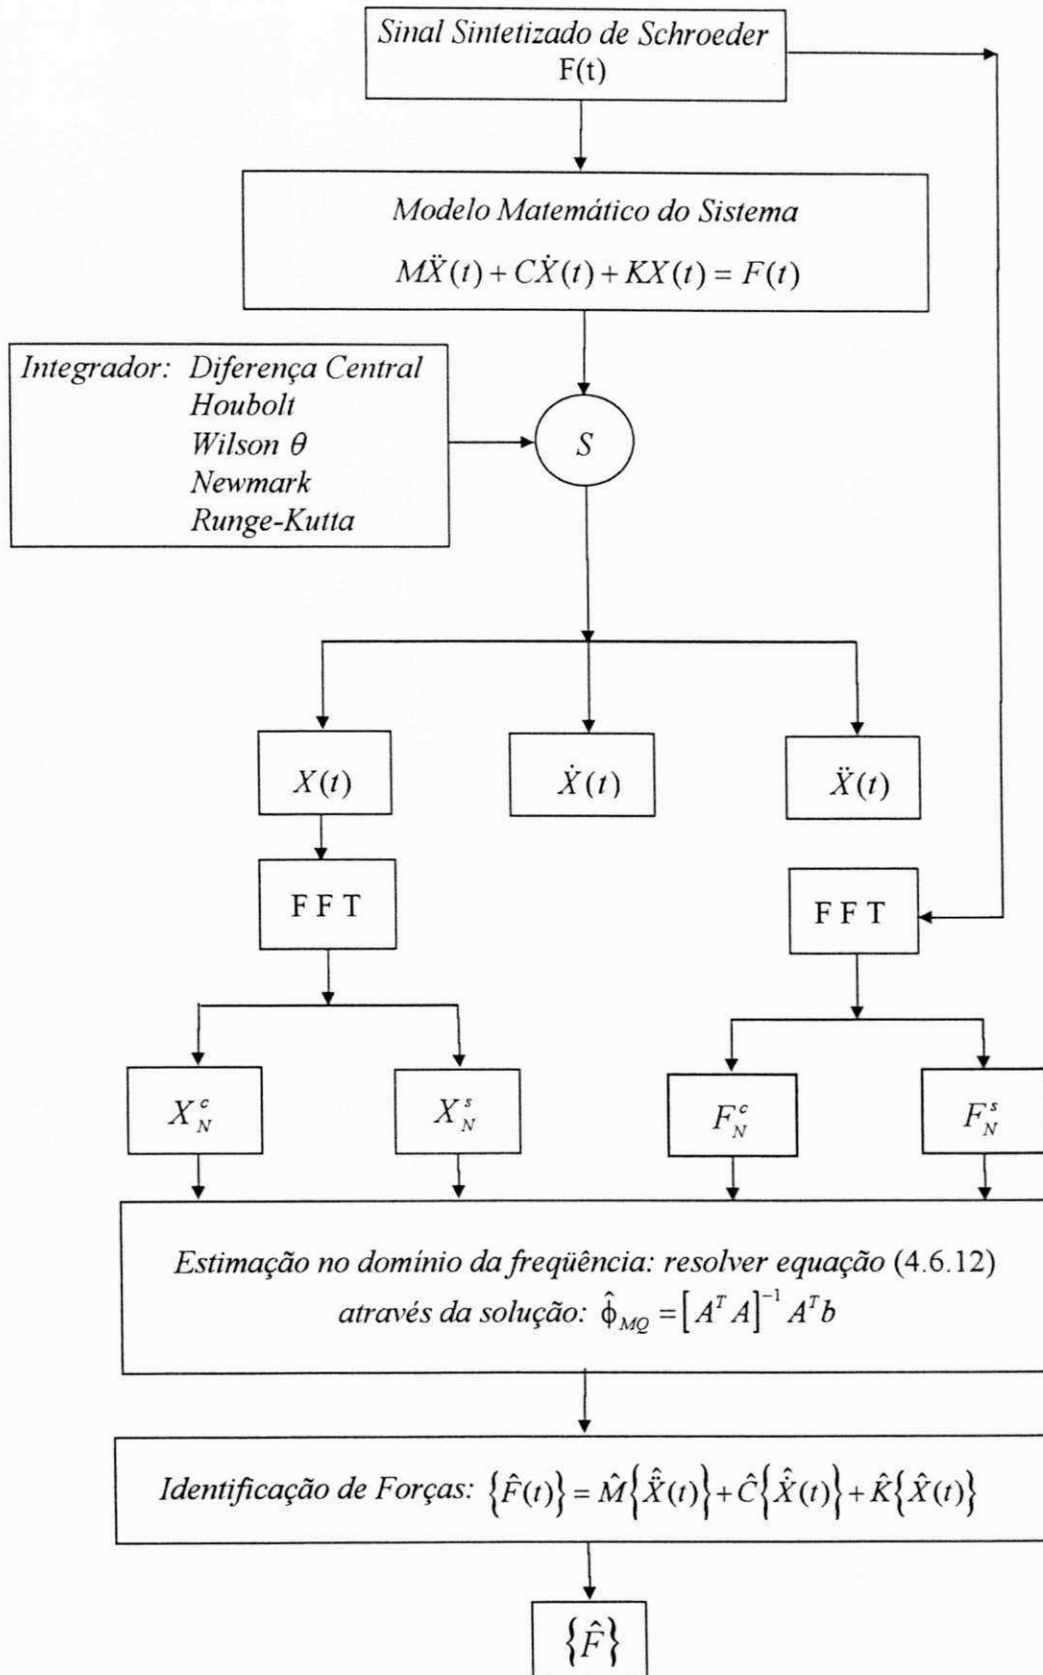 Sinal Sintetizado de Schroeder
F(t)
Modelo Matemático do Sistema
MẌ(t) + CẊ(t) + KX(t) = F(t)
Integrador: Diferença Central
Houbolt
Wilson θ
Newmark
Runge-Kutta
S
X(t)
Ẋ(t)
Ẍ(t)
F F T
F F T
X_N^c
X_N^s
F_N^c
F_N^s
Estimação no domínio da freqüência: resolver equação (4.6.12)
através da solução: ϕ̂_MQ = [A^T A]^-1 A^T b
Identificação de Forças: {F̂(t)} = M̂{Ẍ̂(t)} + Ĉ{Ẋ̂(t)} + K̂{X̂(t)}
{F̂}